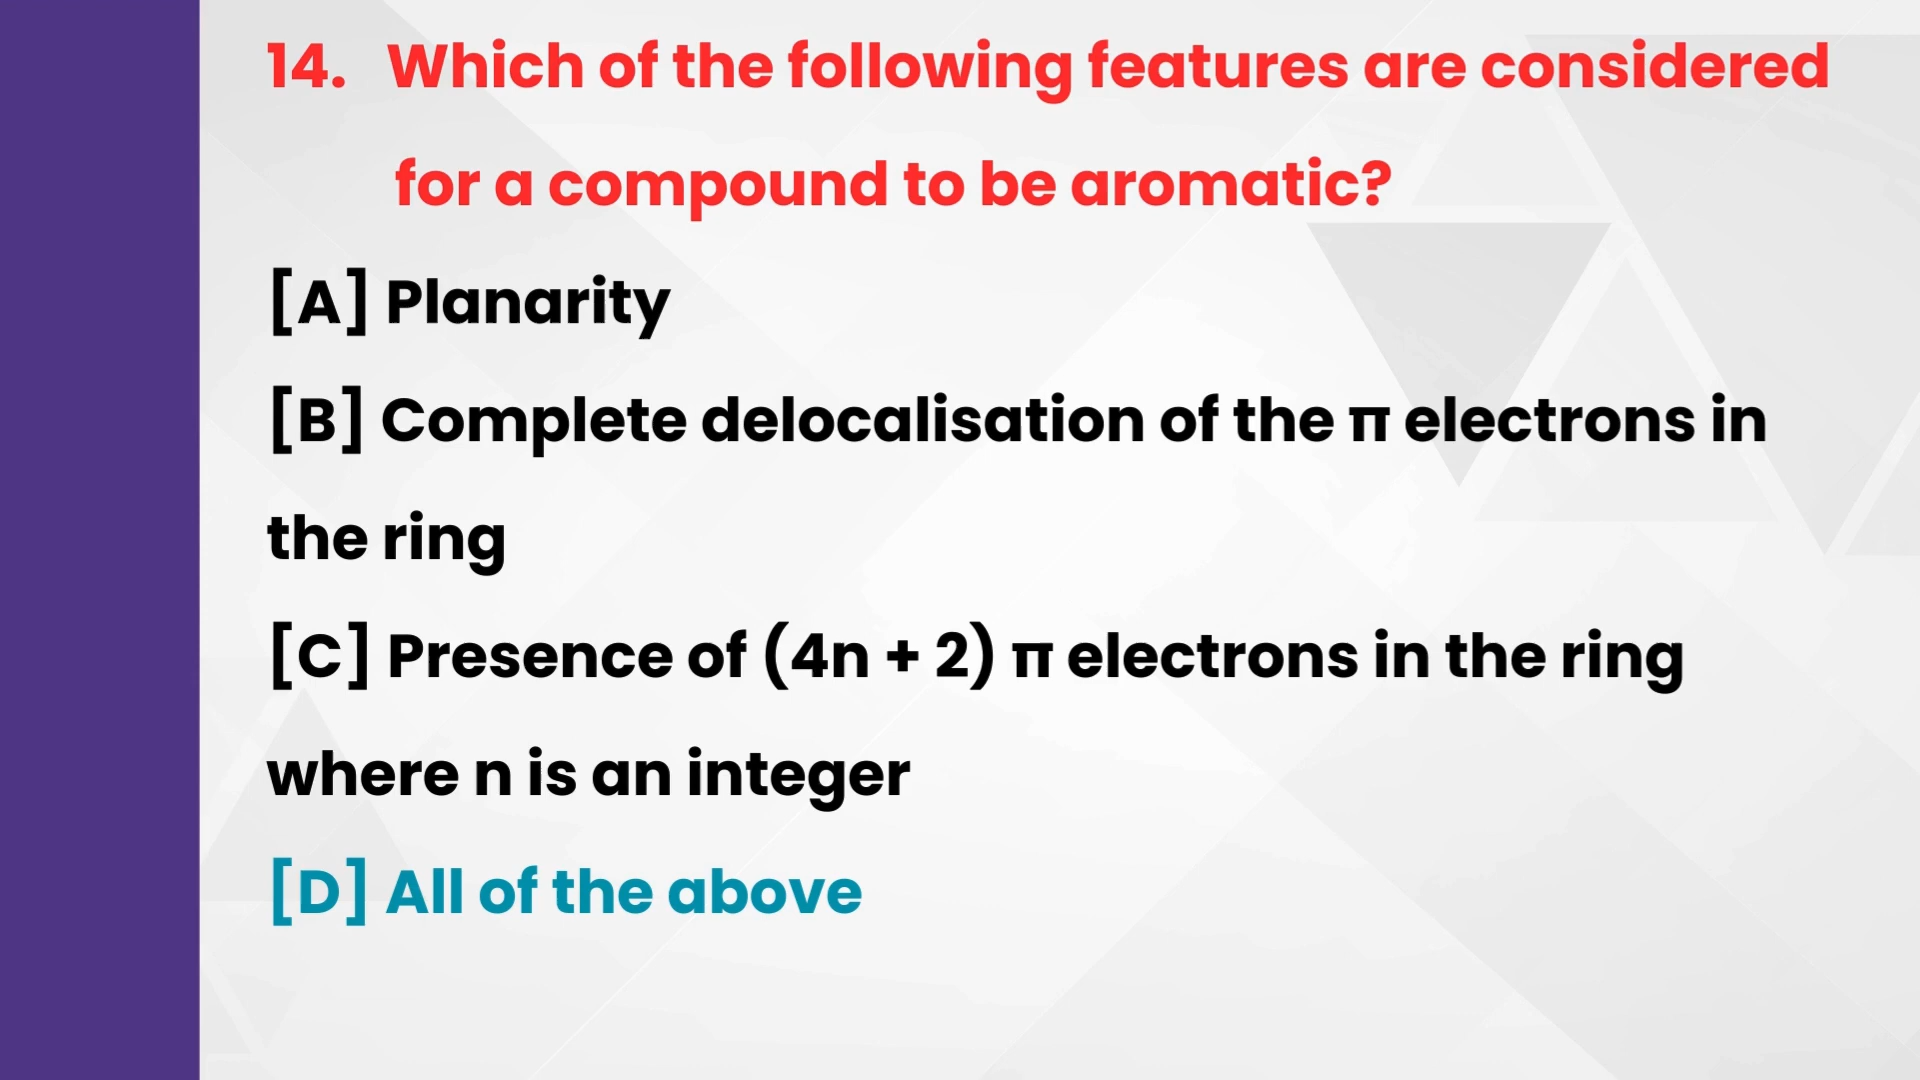 14. Which of the following features are considered
for a compound to be aromatic?
[A] Planarity
[B] Complete delocalisation of the π electrons in
the ring
[C] Presence of (4n + 2) π electrons in the ring
where n is an integer
[D] All of the above